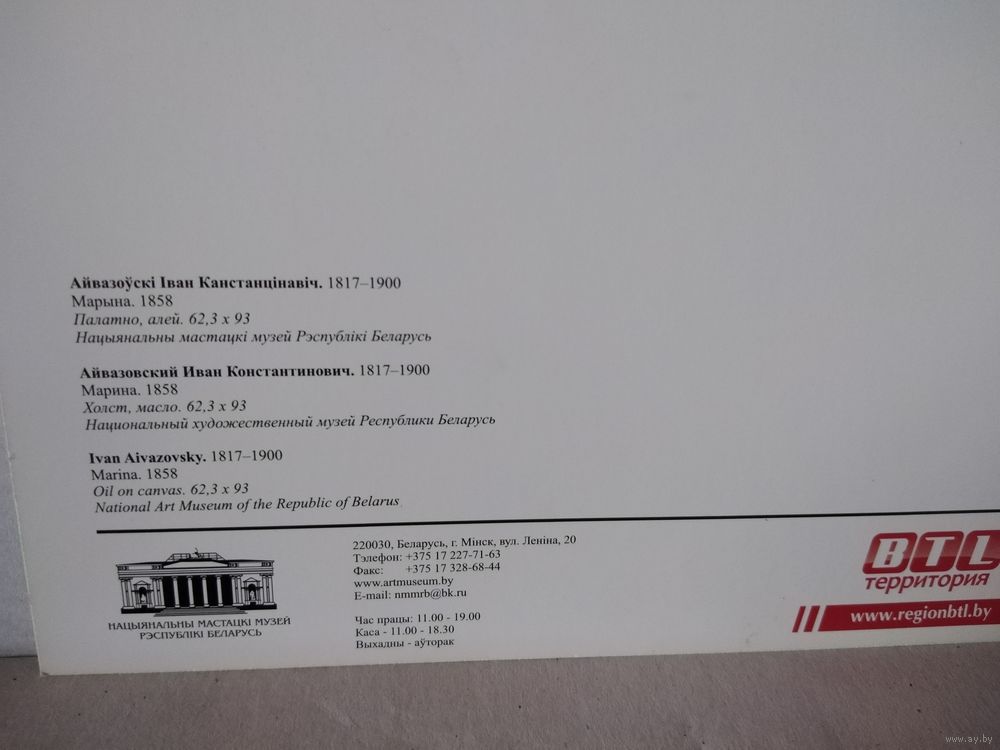 Айвазоўскі Іван Канстанцінавіч. 1817–1900
Марына. 1858
Палатно, алей. 62,3 x 93
Нацыянальны мастацкі музей Рэспублікі Беларусь
Айвазовский Иван Константинович. 1817–1900
Марина. 1858
Холст, масло. 62,3 x 93
Национальный художественный музей Республики Беларусь
Ivan Aivazovsky. 1817–1900
Marina. 1858
Oil on canvas. 62,3 x 93
National Art Museum of the Republic of Belarus
НАЦЫЯНАЛЬНЫ МАСТАЦКІ МУЗЕЙ
РЭСПУБЛІКІ БЕЛАРУСЬ
220030, Беларусь, г. Мінск, вул. Леніна, 20
Тэлефон: +375 17 227-71-63
Факс: +375 17 328-68-44
www.artmuseum.by
E-mail: nmmrb@bk.ru
Час працы: 11.00 - 19.00
Каса - 11.00 - 18.30
Выхадны - аўторак
BTL
территория
www.regionbtl.by
www.ay.by